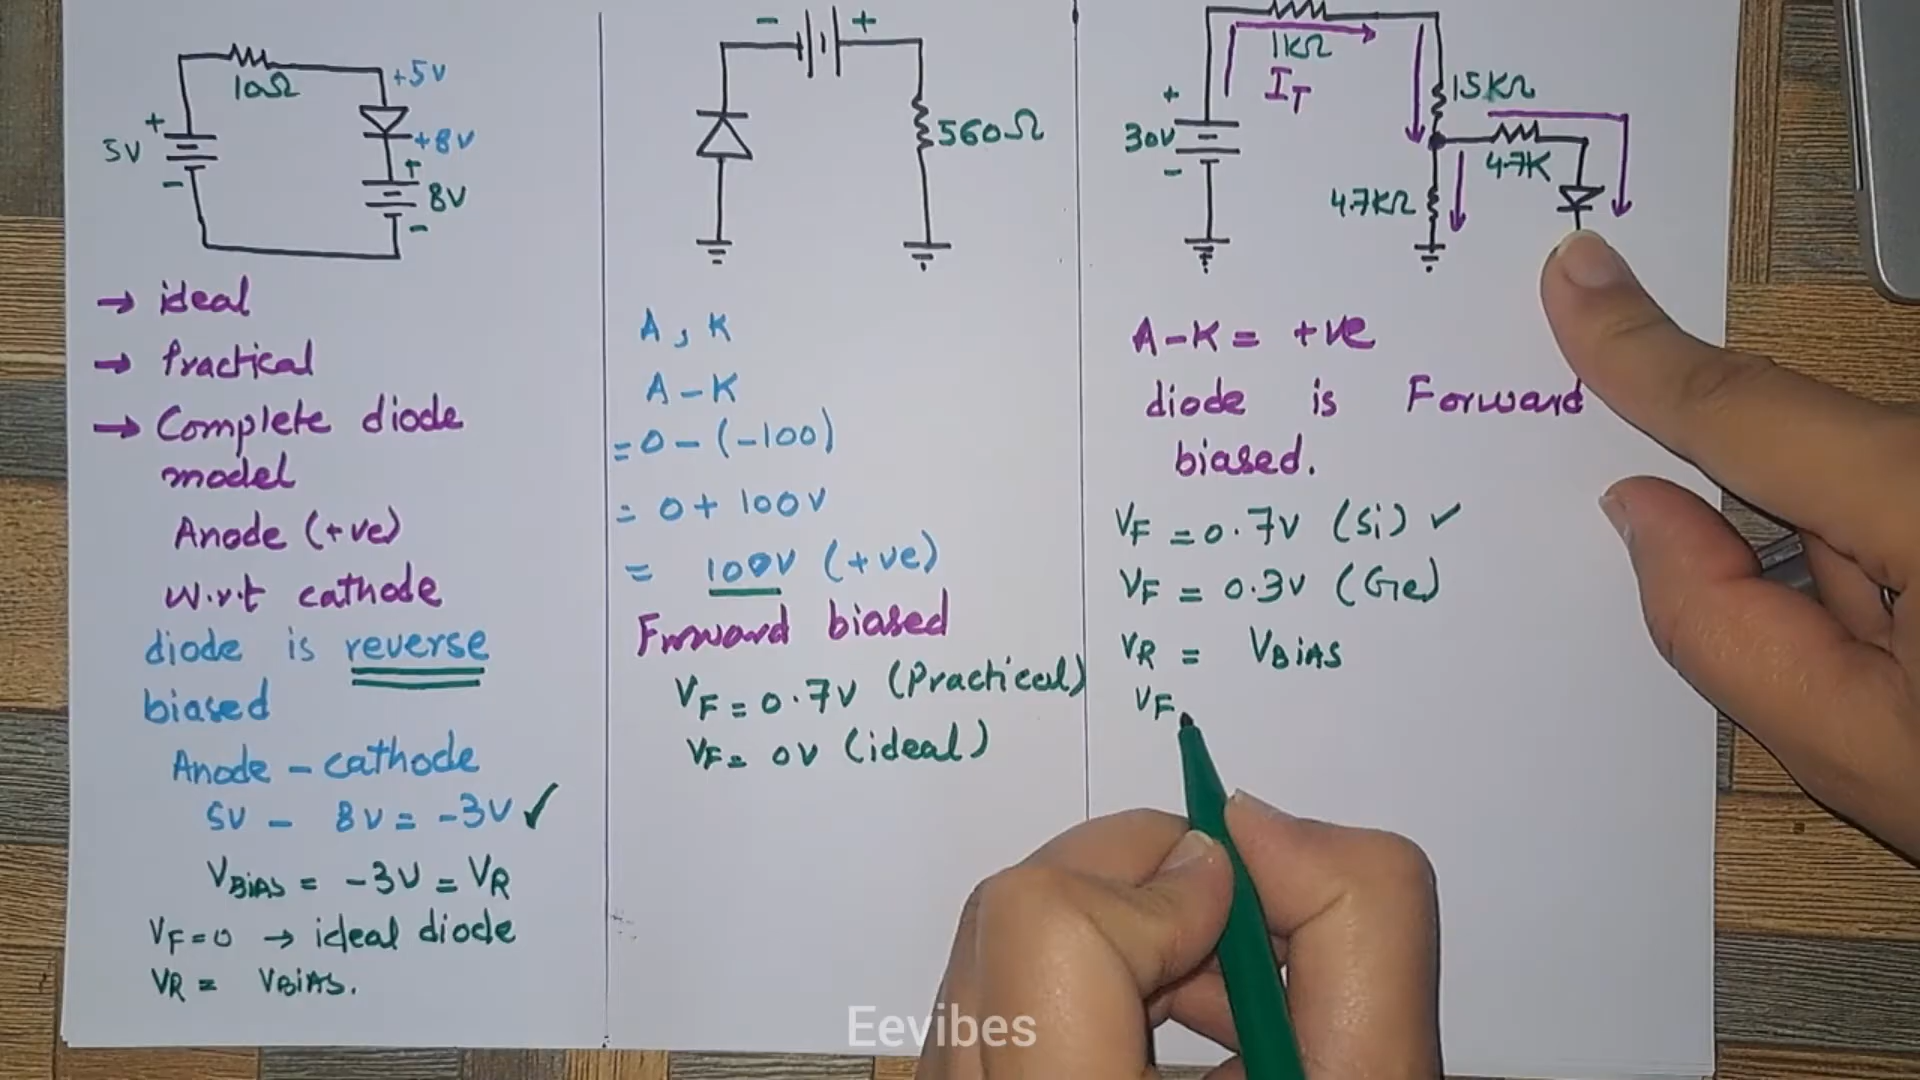 10Ω
+5V
+
5V
-
+8V
+
8V
-
→ ideal
→ Practical
→ Complete diode
model
Anode (+ve)
w.r.t cathode
diode is reverse
biased
Anode - cathode
5V - 8V = -3V ✓
VBIAS = -3V = VR
VF=0 → ideal diode
VR = VBIAS.
- +
560Ω
A, K
A - K
= 0 - (-100)
= 0 + 100V
= 100V (+ve)
Forward biased
VF = 0.7V (Practical)
VF = 0V (ideal)
1KΩ
IT
+
30V
-
1.5KΩ
4.7K
4.7KΩ
A-K = +ve
diode is Forward
biased.
VF = 0.7V (Si) ✓
VF = 0.3V (Ge)
VR = VBIAS
VF
Eevibes